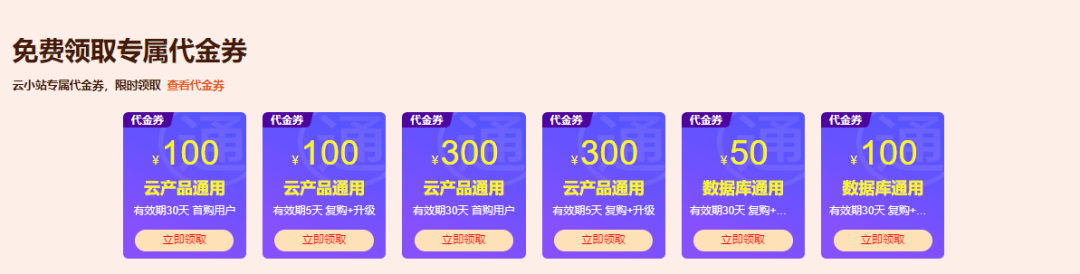 免费领取专属代金券
云小站专属代金券，限时领取 查看代金券
代金券
通
¥100
云产品通用
有效期30天 首购用户
立即领取
代金券
通
¥100
云产品通用
有效期5天 复购+升级
立即领取
代金券
通
¥300
云产品通用
有效期30天 首购用户
立即领取
代金券
通
¥300
云产品通用
有效期5天 复购+升级
立即领取
代金券
通
¥50
数据库通用
有效期30天 复购+...
立即领取
代金券
通
¥100
数据库通用
有效期30天 复购+...
立即领取